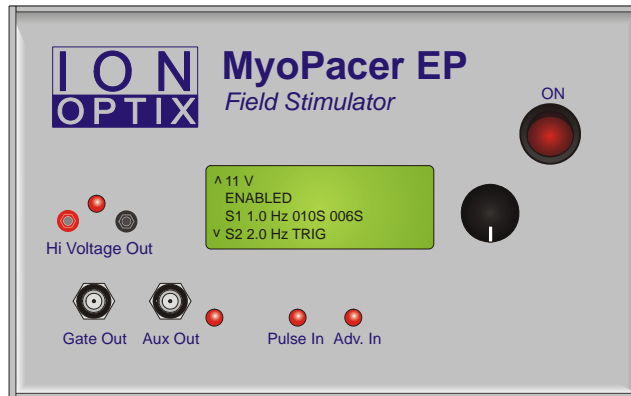 ION
OPTIX
MyoPacer EP
Field Stimulator
ON
^ 11 V
ENABLED
S1 1.0 Hz 010S 006S
v S2 2.0 Hz TRIG
Hi Voltage Out
Gate Out Aux Out
Pulse In Adv. In